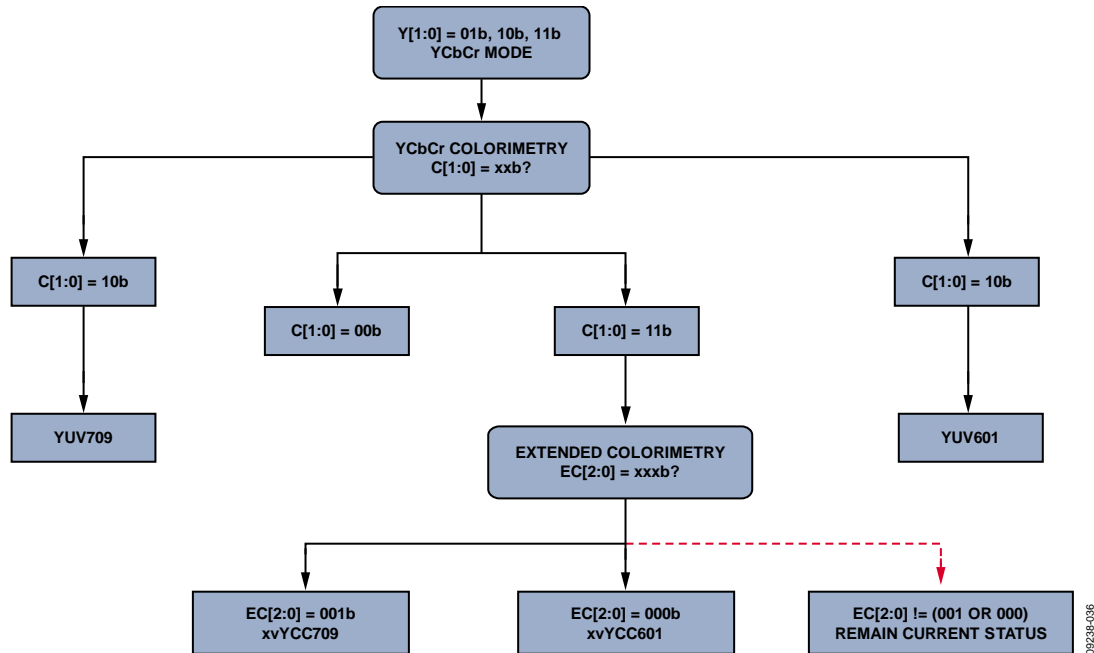 Y[1:0] = 01b, 10b, 11b
YCbCr MODE
YCbCr COLORIMETRY
C[1:0] = xxb?
C[1:0] = 10b
C[1:0] = 00b
C[1:0] = 11b
C[1:0] = 10b
YUV709
EXTENDED COLORIMETRY
EC[2:0] = xxxb?
YUV601
EC[2:0] = 001b
xvYCC709
EC[2:0] = 000b
xvYCC601
EC[2:0] != (001 OR 000)
REMAIN CURRENT STATUS
09238-036